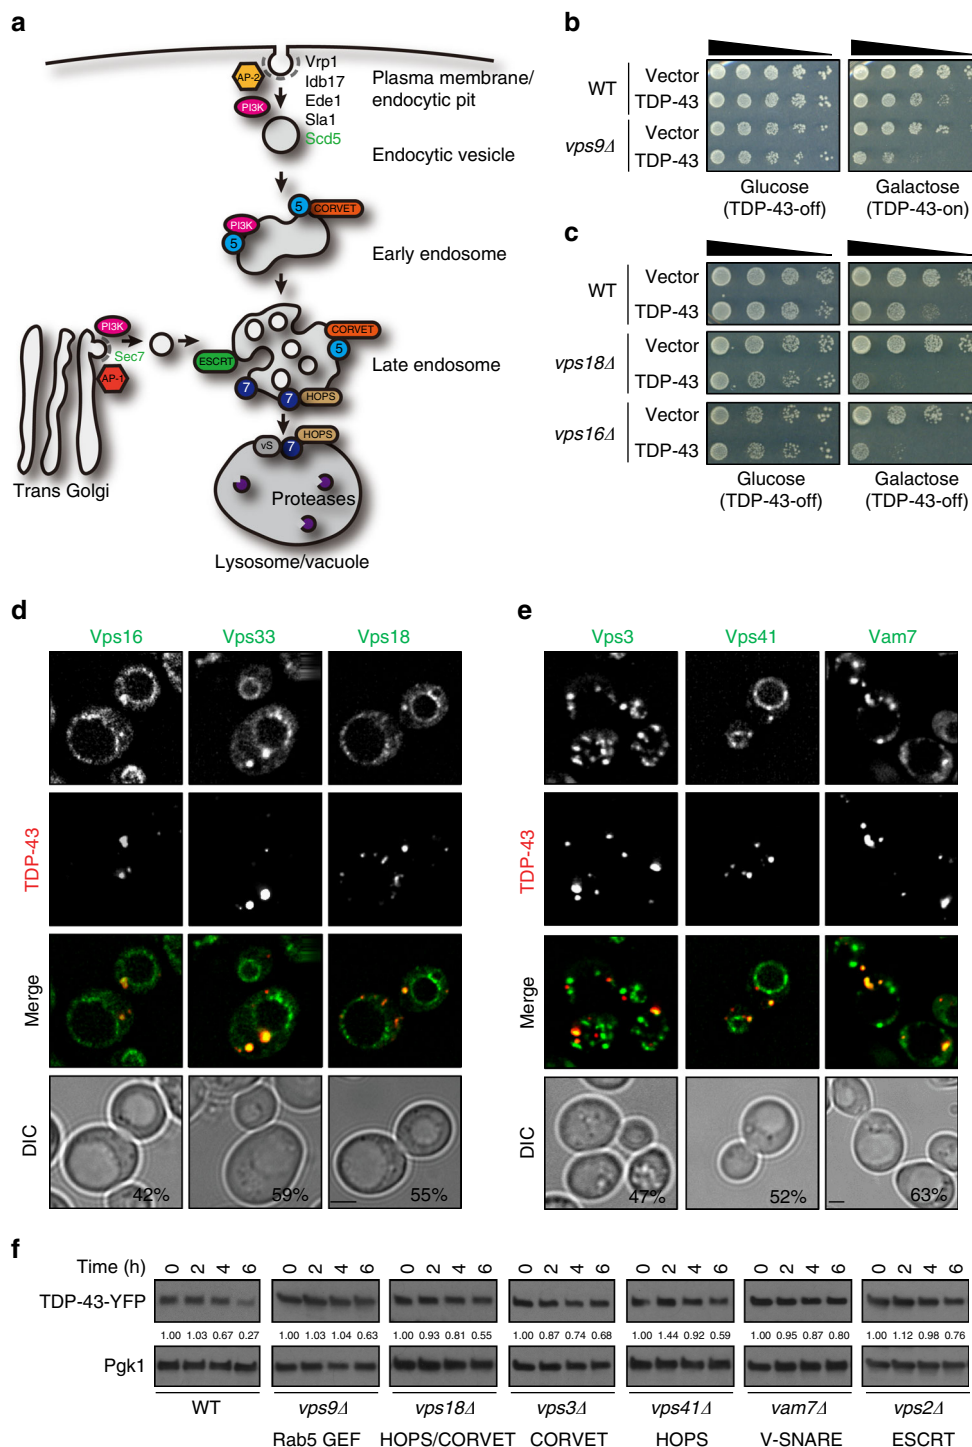 a
AP-2
PI3K
Vrp1
Idb17
Ede1
Sla1
Scd5
Plasma membrane/
endocytic pit
Endocytic vesicle
PI3K
5
5
CORVET
Early endosome
PI3K
Sec7
AP-1
ESCRT
CORVET
5
7
7
HOPS
Late endosome
Trans Golgi
vS
7
HOPS
Proteases
Lysosome/vacuole
b
WT
Vector
TDP-43
vps9Δ
Vector
TDP-43
Glucose
(TDP-43-off)
Galactose
(TDP-43-on)
c
WT
Vector
TDP-43
vps18Δ
Vector
TDP-43
vps16Δ
Vector
TDP-43
Glucose
(TDP-43-off)
Galactose
(TDP-43-off)
d
Vps16 Vps33 Vps18
TDP-43
Merge
DIC
42% 59% 55%
e
Vps3 Vps41 Vam7
TDP-43
Merge
DIC
47% 52% 63%
f
Time (h) 0 2 4 6 0 2 4 6 0 2 4 6 0 2 4 6 0 2 4 6 0 2 4 6 0 2 4 6
TDP-43-YFP
1.00 1.03 0.67 0.27 1.00 1.03 1.04 0.63 1.00 0.93 0.81 0.55 1.00 0.87 0.74 0.68 1.00 1.44 0.92 0.59 1.00 0.95 0.87 0.80 1.00 1.12 0.98 0.76
Pgk1
WT vps9Δ vps18Δ vps3Δ vps41Δ vam7Δ vps2Δ
Rab5 GEF HOPS/CORVET CORVET HOPS V-SNARE ESCRT